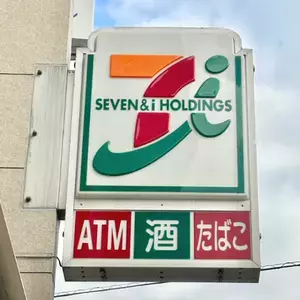 SEVEN & i HOLDINGS
ATM 酒 たばこ